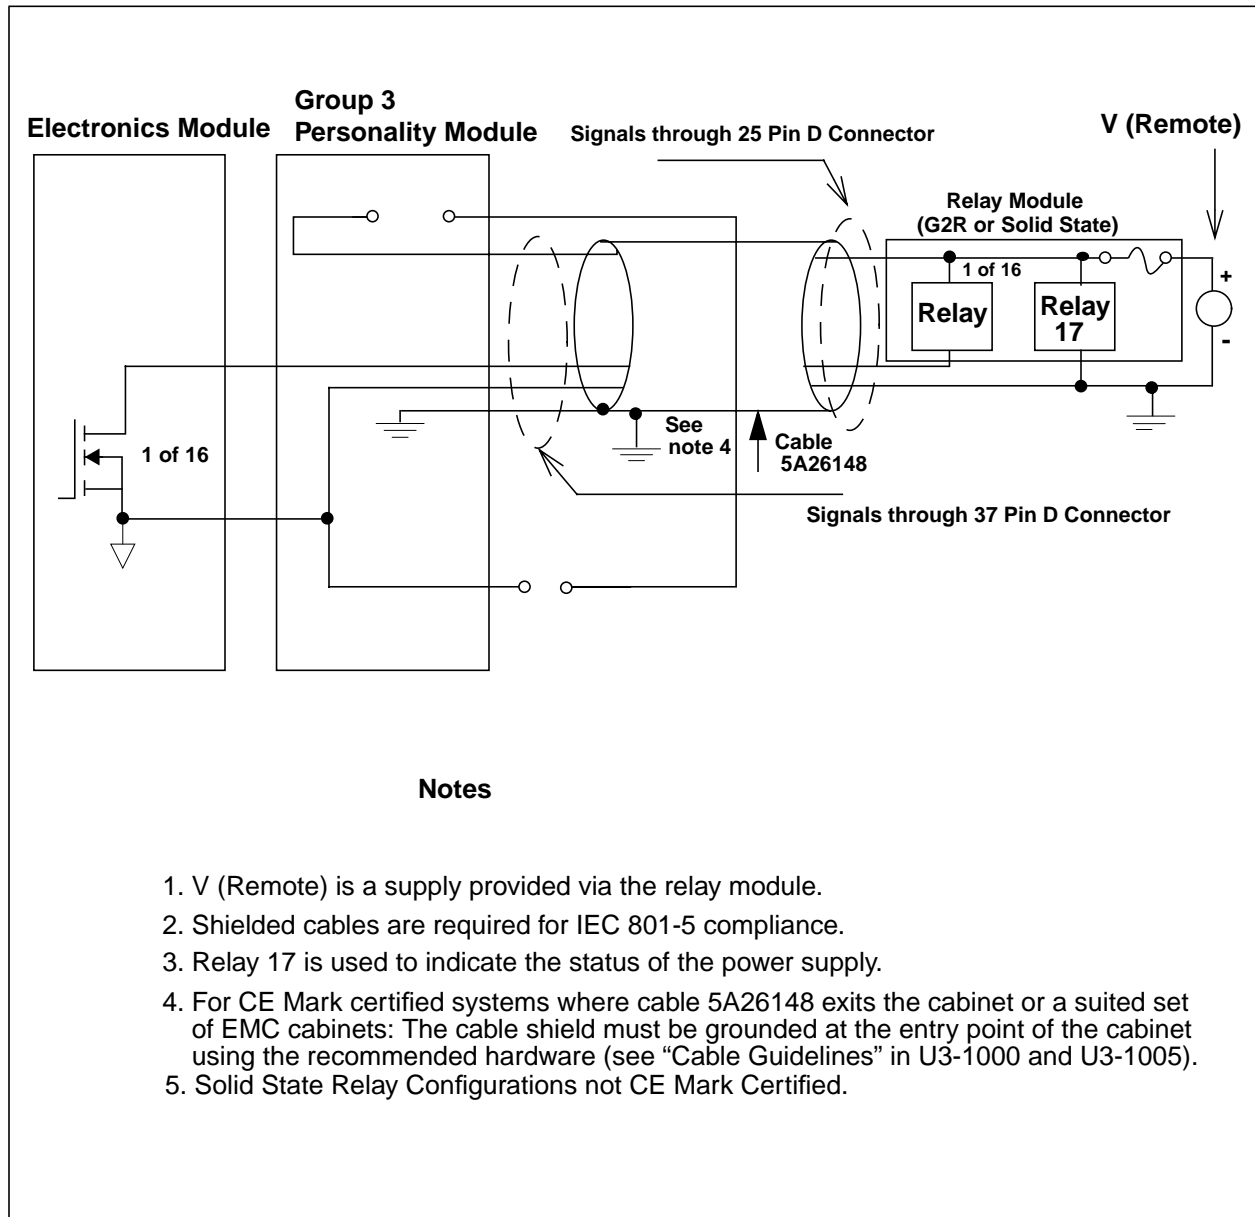 Electronics Module
Group 3
Personality Module
Signals through 25 Pin D Connector
V (Remote)
Relay Module
(G2R or Solid State)
1 of 16
Relay
Relay
17
+
-
1 of 16
See
note 4
Cable
5A26148
Signals through 37 Pin D Connector
Notes
1. V (Remote) is a supply provided via the relay module.
2. Shielded cables are required for IEC 801-5 compliance.
3. Relay 17 is used to indicate the status of the power supply.
4. For CE Mark certified systems where cable 5A26148 exits the cabinet or a suited set
of EMC cabinets: The cable shield must be grounded at the entry point of the cabinet
using the recommended hardware (see “Cable Guidelines” in U3-1000 and U3-1005).
5. Solid State Relay Configurations not CE Mark Certified.